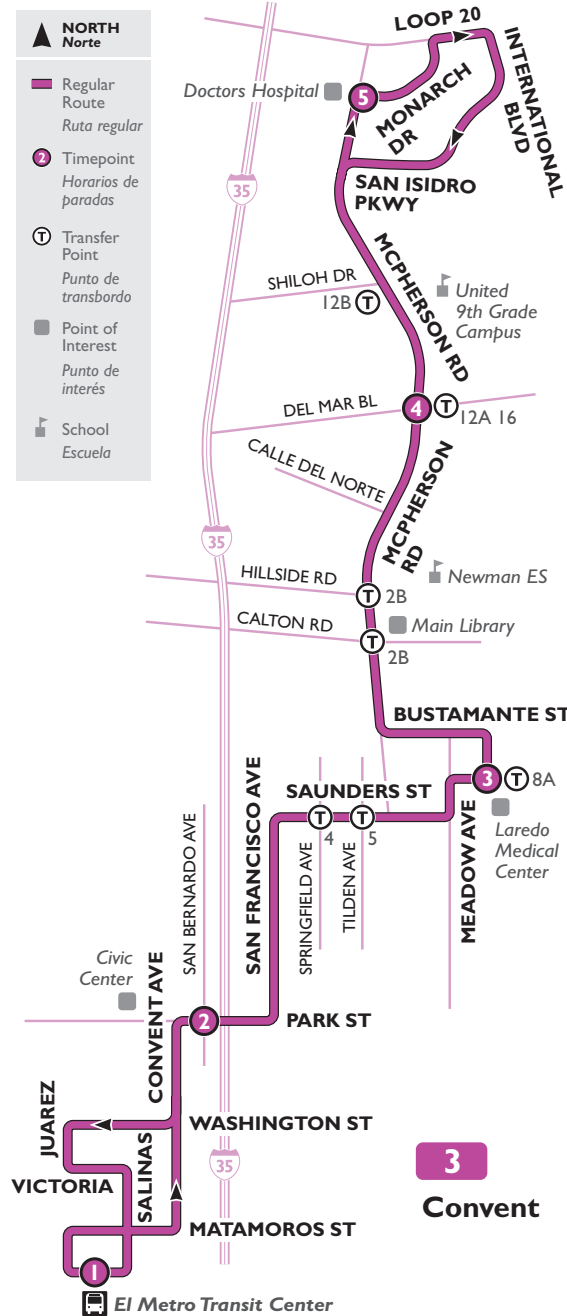 NORTH
Norte
Regular
Route
Ruta regular
2 Timepoint
Horarios de
paradas
T Transfer
Point
Punto de
transbordo
Point of
Interest
Punto de
interés
School
Escuela
LOOP 20
INTERNATIONAL
BLVD
Doctors Hospital
5
MONARCH
DR
35
SAN ISIDRO
PKWY
MCPHERSON RD
SHILOH DR
12B T
United
9th Grade
Campus
DEL MAR BL
4
T
12A 16
CALLE DEL NORTE
MCPHERSON
RD
35
HILLSIDE RD
T
2B
Newman ES
CALTON RD
Main Library
T
2B
BUSTAMANTE ST
3
T 8A
SAUNDERS ST
T
4
T
5
Laredo
Medical
Center
MEADOW AVE
SAN BERNARDO AVE
SAN FRANCISCO AVE
SPRINGFIELD AVE
TILDEN AVE
Civic
Center
CONVENT AVE
2
PARK ST
JUAREZ
WASHINGTON ST
SALINAS
35
VICTORIA
MATAMOROS ST
1
El Metro Transit Center
3
Convent